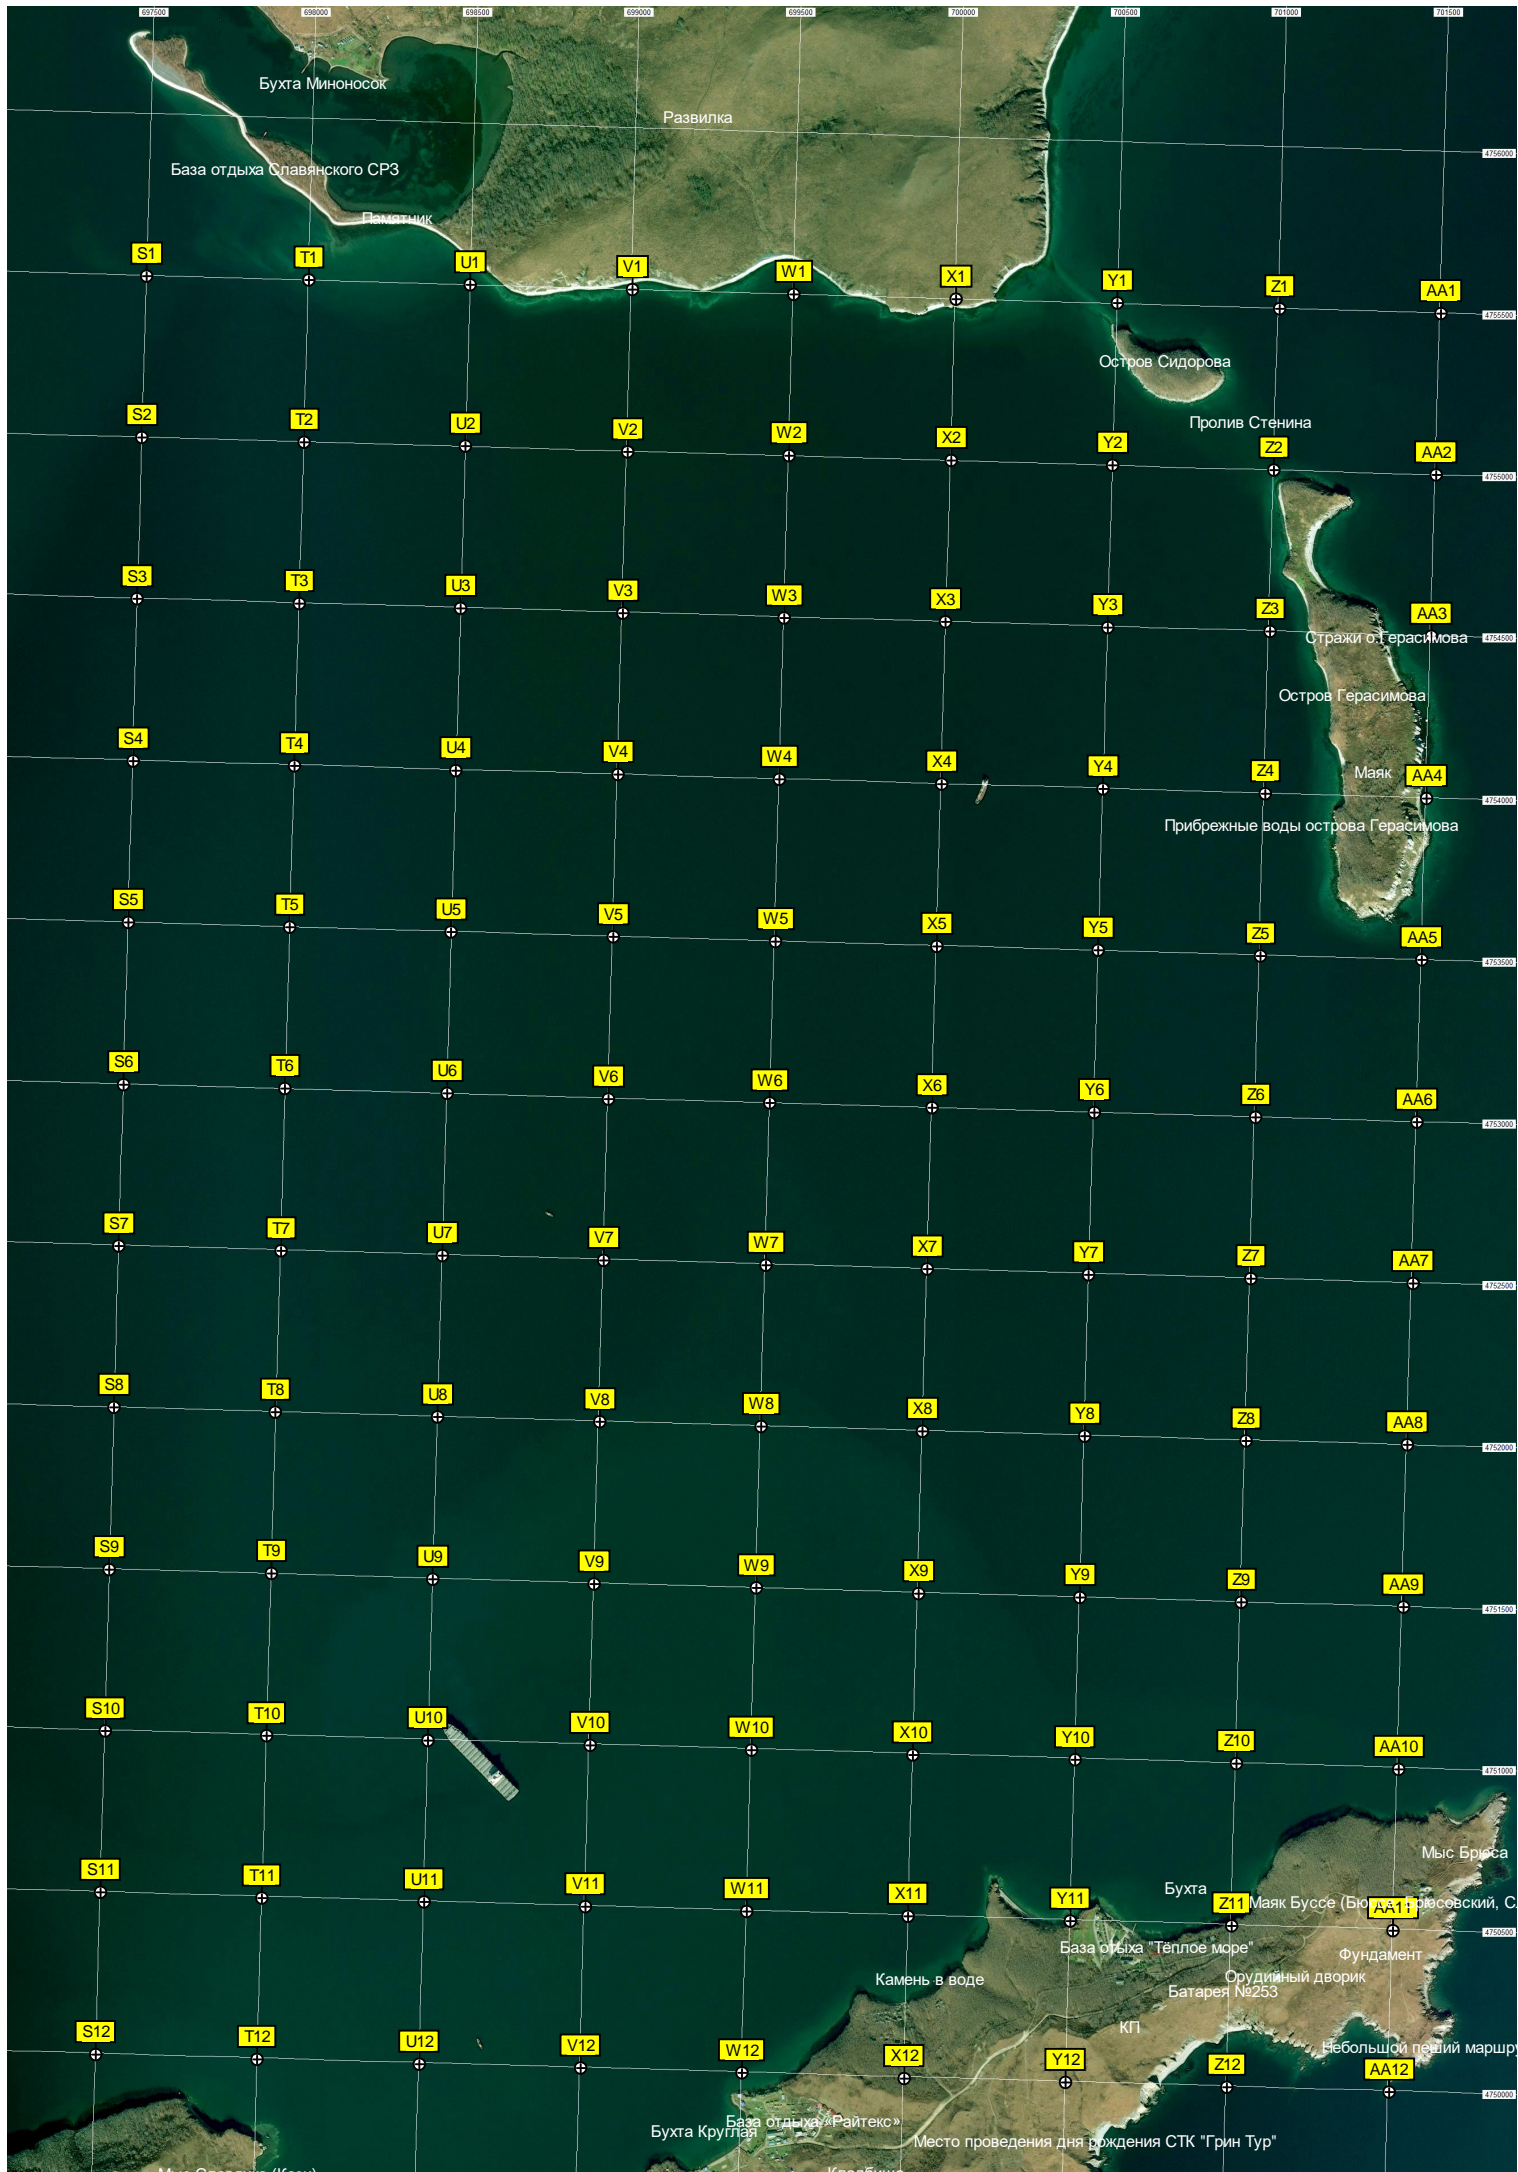 697500 698000 698500 699000 699500 700000 700500 701000 701500
Бухта Миноносок
Развилка
4756000
База отдыха Славянского СРЗ
Памятник
S1 T1 U1 V1 W1 X1 Y1 Z1 AA1
4755500
Остров Сидорова
Пролив Стенина
S2 T2 U2 V2 W2 X2 Y2 Z2 AA2
4755000
S3 T3 U3 V3 W3 X3 Y3 Z3 AA3
4754500
Стражи о.Герасимова
Остров Герасимова
S4 T4 U4 V4 W4 X4 Y4 Z4 AA4
Маяк
4754000
Прибрежные воды острова Герасимова
S5 T5 U5 V5 W5 X5 Y5 Z5 AA5
4753500
S6 T6 U6 V6 W6 X6 Y6 Z6 AA6
4753000
S7 T7 U7 V7 W7 X7 Y7 Z7 AA7
4752500
S8 T8 U8 V8 W8 X8 Y8 Z8 AA8
4752000
S9 T9 U9 V9 W9 X9 Y9 Z9 AA9
4751500
S10 T10 U10 V10 W10 X10 Y10 Z10 AA10
4751000
Мыс Брюса
Бухта
S11 T11 U11 V11 W11 X11 Y11 Z11 AA11
Маяк Буссе Брюсовский,
4750500
База отыха "Тёплое море"
Фундамент
Камень в воде
Орудийный дворик
Батарея №253
КП
Небольшой пеший
S12 T12 U12 V12 W12 X12 Y12 Z12 AA12
4750000
База отдыха «Райтекс»
Бухта Круглая
Место проведения дня рождения СТК "Грин Тур"